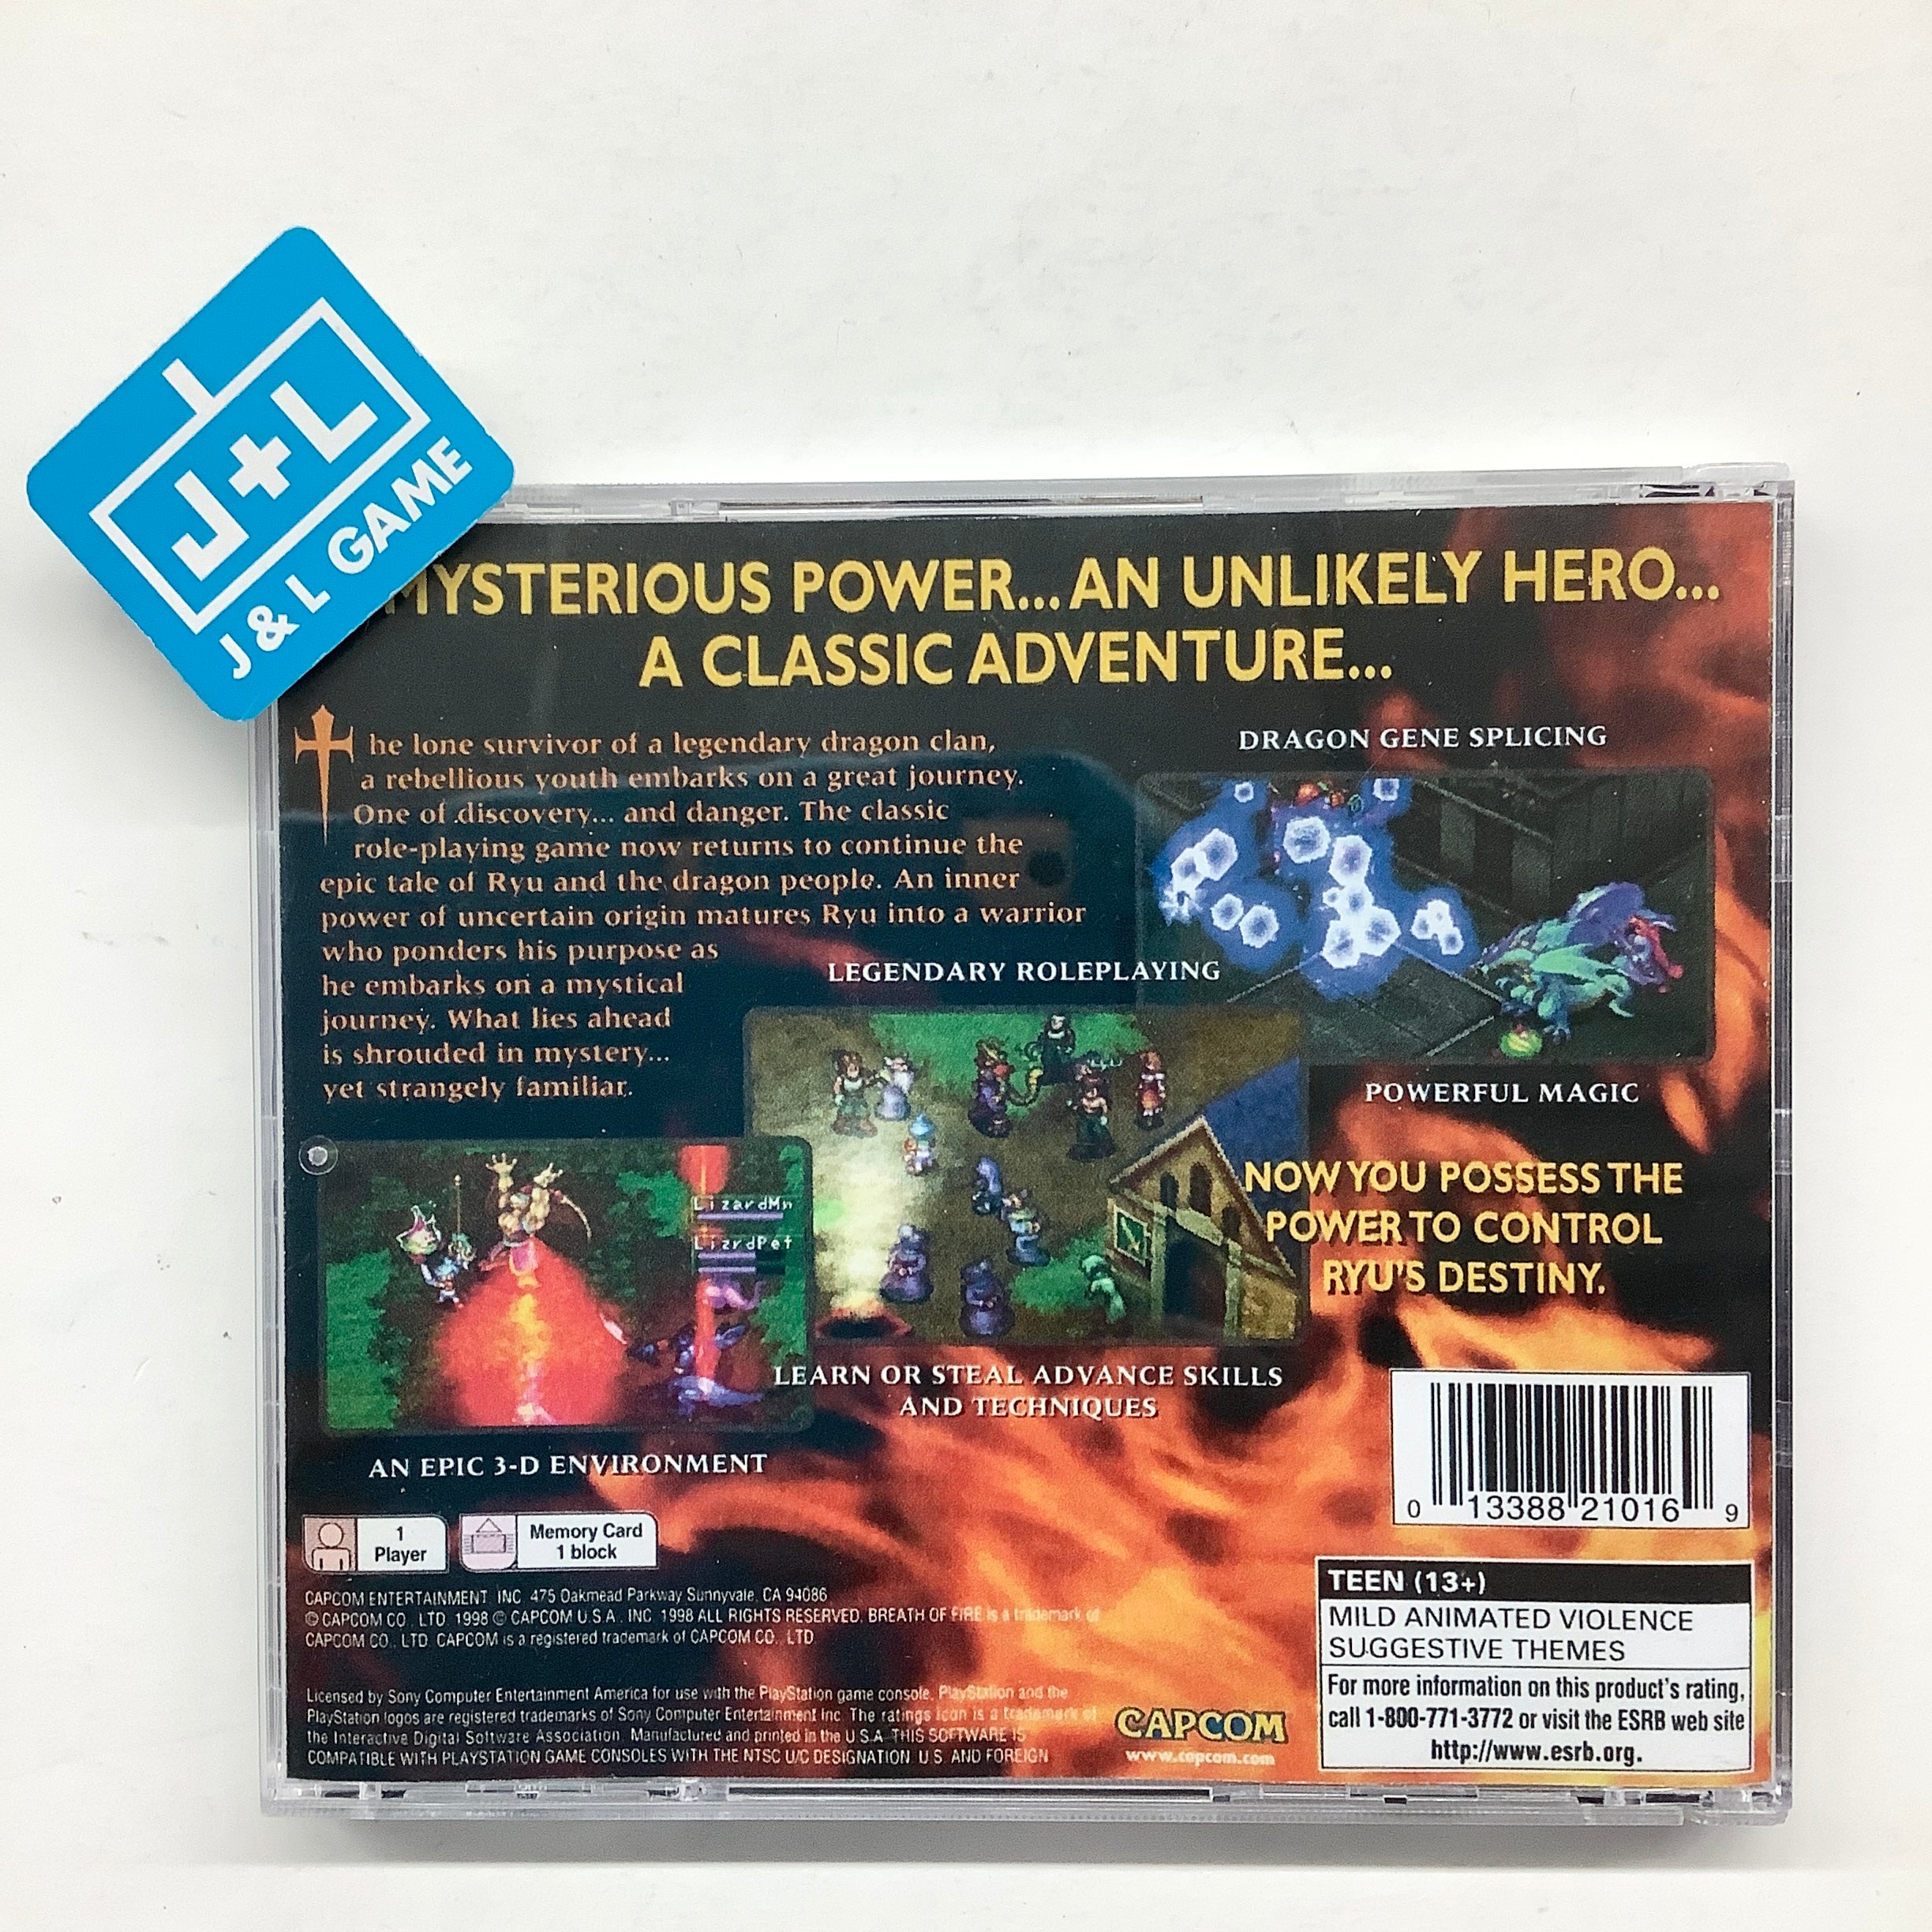 J+L
J & L GAME
MYSTERIOUS POWER... AN UNLIKELY HERO...
A CLASSIC ADVENTURE...
The lone survivor of a legendary dragon clan,
a rebellious youth embarks on a great journey.
One of discovery... and danger. The classic
role-playing game now returns to continue the
epic tale of Ryu and the dragon people. An inner
power of uncertain origin matures Ryu into a warrior
who ponders his purpose as
he embarks on a mystical
journey. What lies ahead
is shrouded in mystery...
yet strangely familiar.
DRAGON GENE SPLICING
LEGENDARY ROLEPLAYING
POWERFUL MAGIC
NOW YOU POSSESS THE
POWER TO CONTROL
RYU'S DESTINY.
LizardMn
LizrdPet
LEARN OR STEAL ADVANCE SKILLS
AND TECHNIQUES
AN EPIC 3-D ENVIRONMENT
1
Player
Memory Card
1 block
0 13388 21016 9
CAPCOM ENTERTAINMENT, INC. 475 Oakmead Parkway Sunnyvale, CA 94086
© CAPCOM CO., LTD. 1998 © CAPCOM U.S.A., INC. 1998 ALL RIGHTS RESERVED. BREATH OF FIRE is a trademark of
CAPCOM CO., LTD. CAPCOM is a registered trademark of CAPCOM CO., LTD.
Licensed by Sony Computer Entertainment America for use with the PlayStation game console. PlayStation and the
PlayStation logos are registered trademarks of Sony Computer Entertainment Inc. The ratings icon is a trademark of
the Interactive Digital Software Association. Manufactured and printed in the U.S.A. THIS SOFTWARE IS
COMPATIBLE WITH PLAYSTATION GAME CONSOLES WITH THE NTSC U/C DESIGNATION. U.S. AND FOREIGN
CAPCOM
www.capcom.com
TEEN (13+)
MILD ANIMATED VIOLENCE
SUGGESTIVE THEMES
For more information on this product's rating,
call 1-800-771-3772 or visit the ESRB web site
http://www.esrb.org.